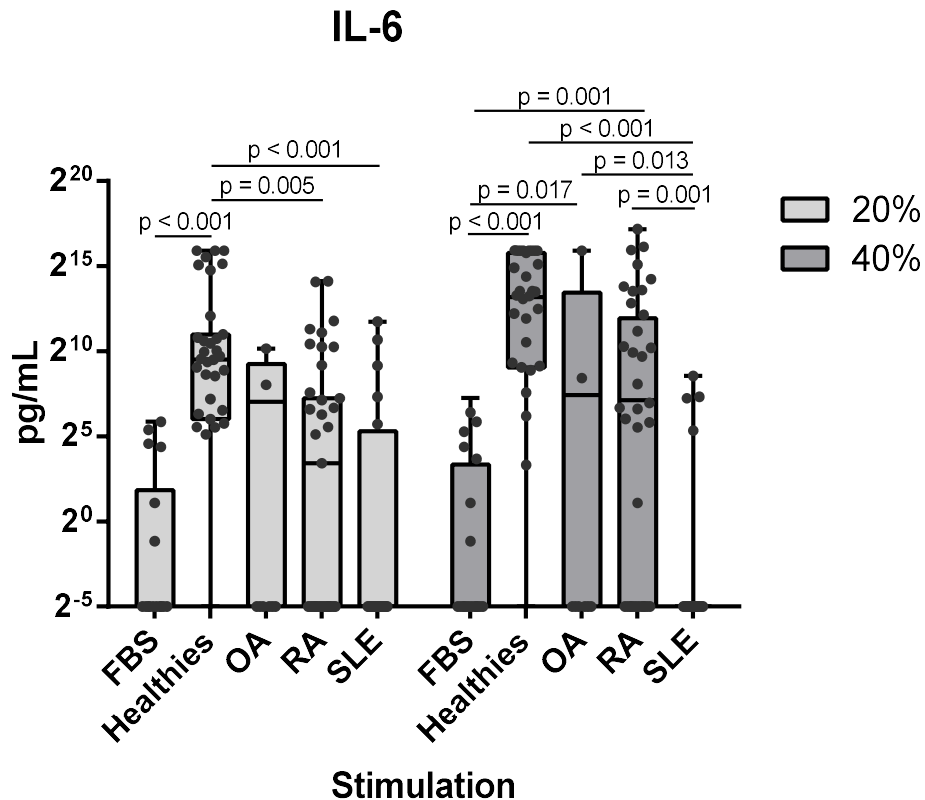 IL-6
p = 0.001
p < 0.001
p < 0.001
p = 0.013
p = 0.005
p = 0.017
p = 0.001
p < 0.001
p < 0.001
2^20
2^15
2^10
2^5
2^0
2^-5
pg/mL
20%
40%
FBS
Healthies
OA
RA
SLE
FBS
Healthies
OA
RA
SLE
Stimulation